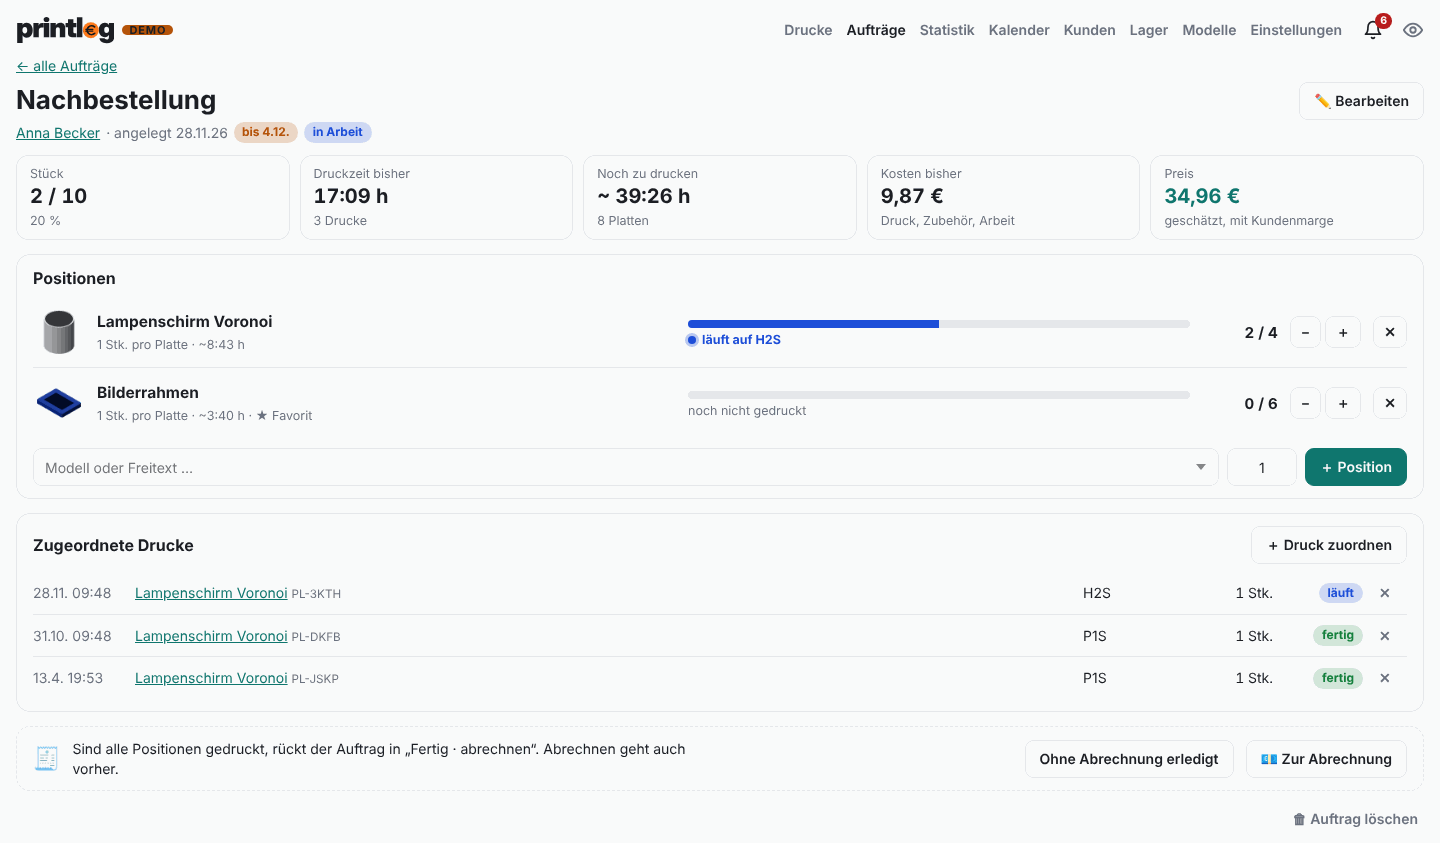 printlog DEMO
Drucke Aufträge Statistik Kalender Kunden Lager Modelle Einstellungen 6
← alle Aufträge
Nachbestellung
✏️ Bearbeiten
Anna Becker · angelegt 28.11.26 bis 4.12. in Arbeit
Stück
2 / 10
20 %
Druckzeit bisher
17:09 h
3 Drucke
Noch zu drucken
~ 39:26 h
8 Platten
Kosten bisher
9,87 €
Druck, Zubehör, Arbeit
Preis
34,96 €
geschätzt, mit Kundenmarge
Positionen
Lampenschirm Voronoi
1 Stk. pro Platte · ~8:43 h
läuft auf H2S
2 / 4 − + ✕
Bilderrahmen
1 Stk. pro Platte · ~3:40 h · ★ Favorit
noch nicht gedruckt
0 / 6 − + ✕
Modell oder Freitext ... 1 + Position
Zugeordnete Drucke + Druck zuordnen
28.11. 09:48 Lampenschirm Voronoi PL-3KTH H2S 1 Stk. läuft ✕
31.10. 09:48 Lampenschirm Voronoi PL-DKFB P1S 1 Stk. fertig ✕
13.4. 19:53 Lampenschirm Voronoi PL-JSKP P1S 1 Stk. fertig ✕
Sind alle Positionen gedruckt, rückt der Auftrag in „Fertig · abrechnen“. Abrechnen geht auch
vorher.
Ohne Abrechnung erledigt 💶 Zur Abrechnung
🗑 Auftrag löschen